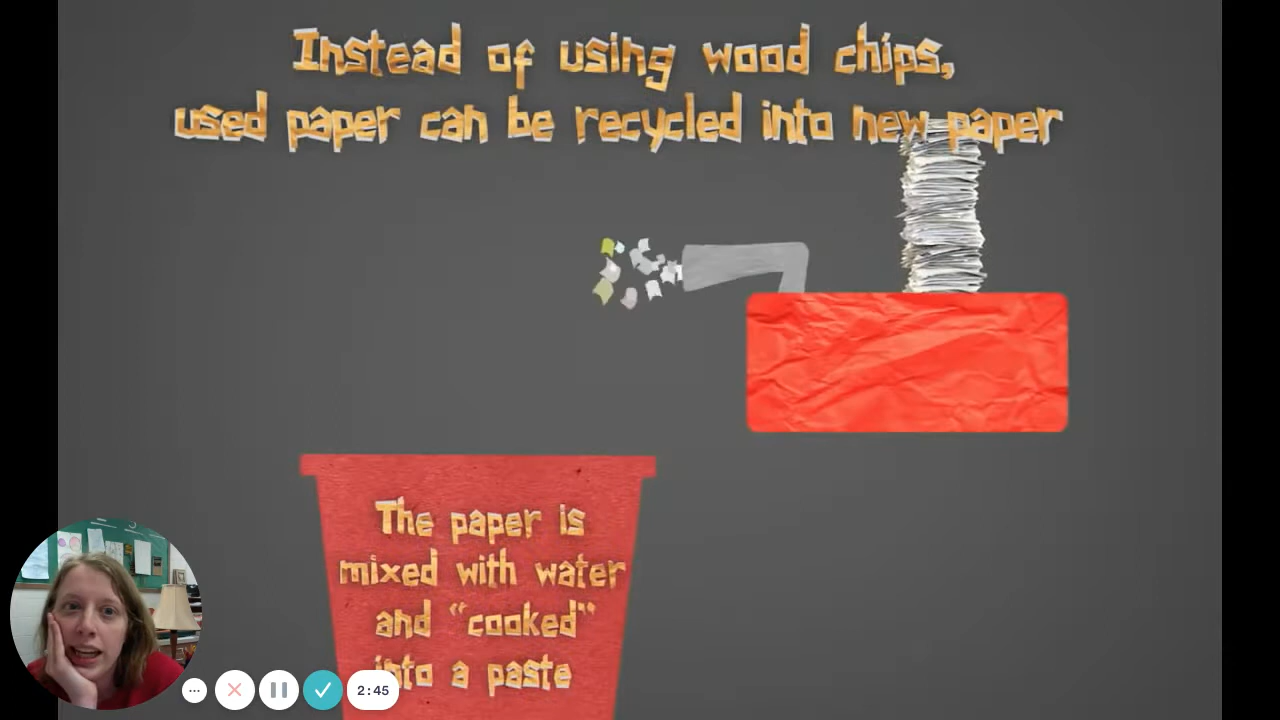 Instead of using wood chips,
used paper can be recycled into new paper
The paper is
mixed with water
and “cooked”
into a paste
2:45